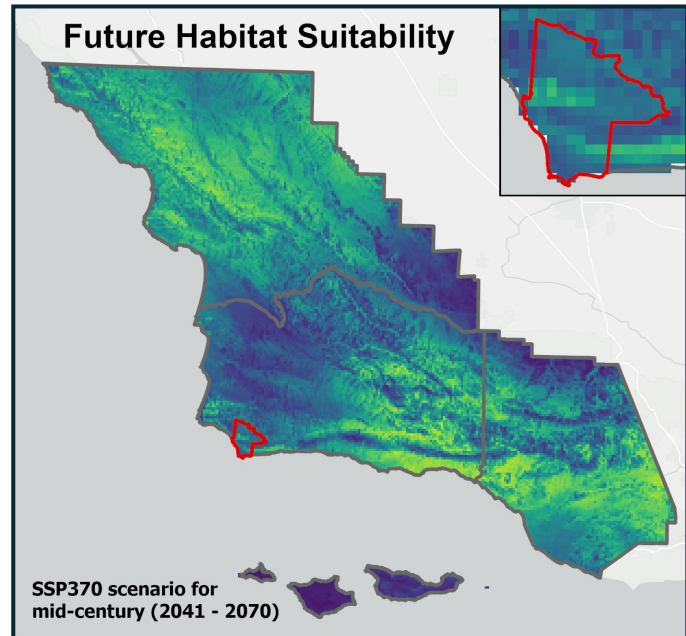 Future Habitat Suitability
SSP370 scenario for
mid-century (2041 - 2070)